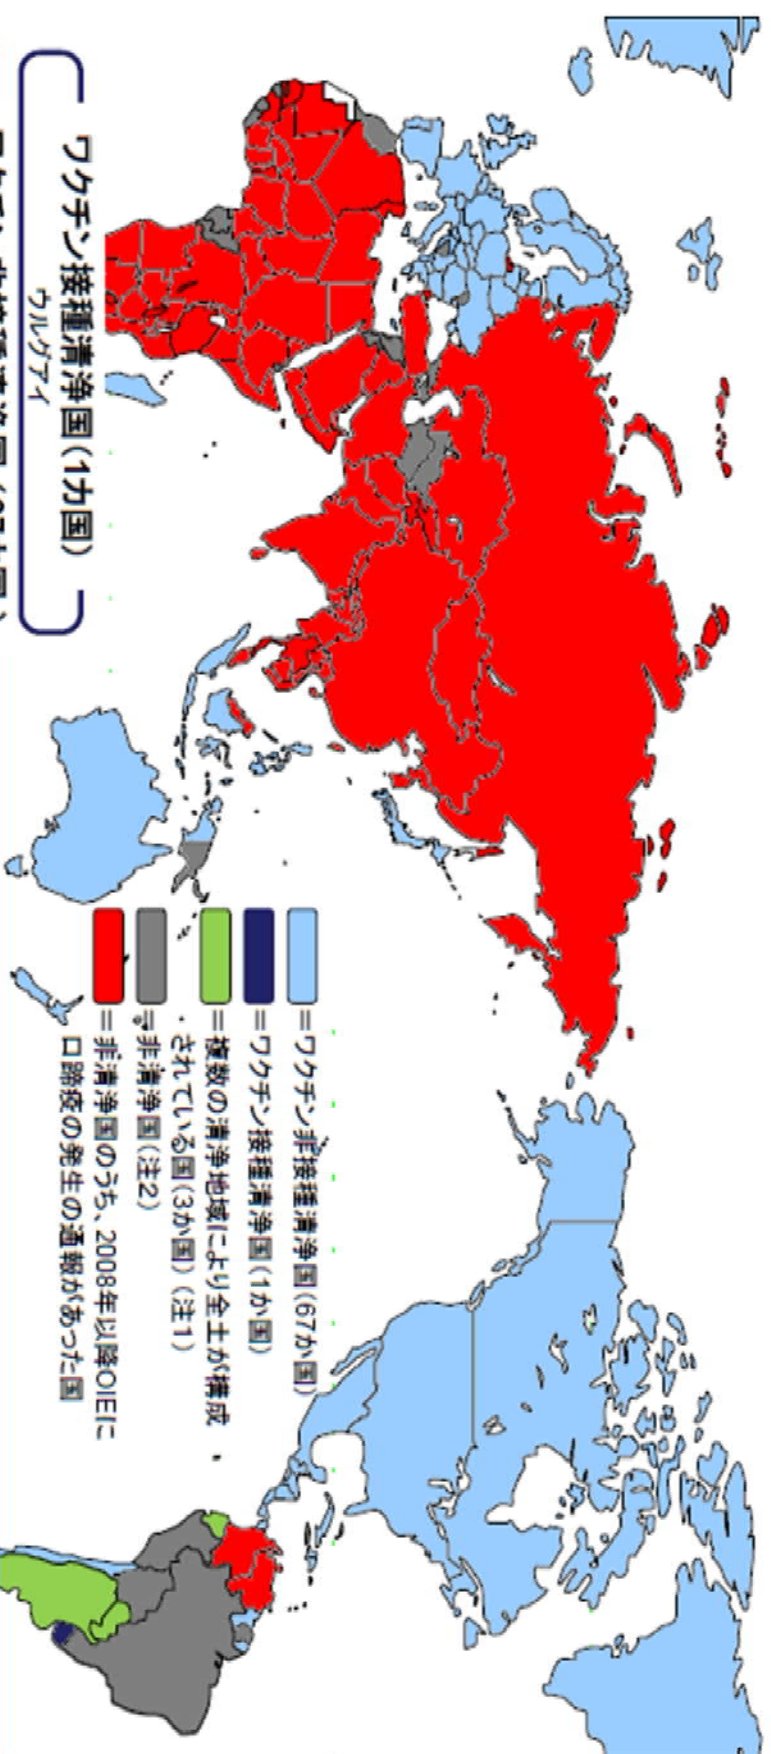 ＝ワクチン非接種清浄国(67か国)
＝ワクチン接種清浄国(1か国)
＝複数の清浄地域により全土が構成
されている国(3か国)(注1)
＝非清浄国(注2)
＝非清浄国のうち、2008年以降OIEに
口蹄疫の発生の通報があった国
ワクチン接種清浄国(1カ国)
ウルグアイ